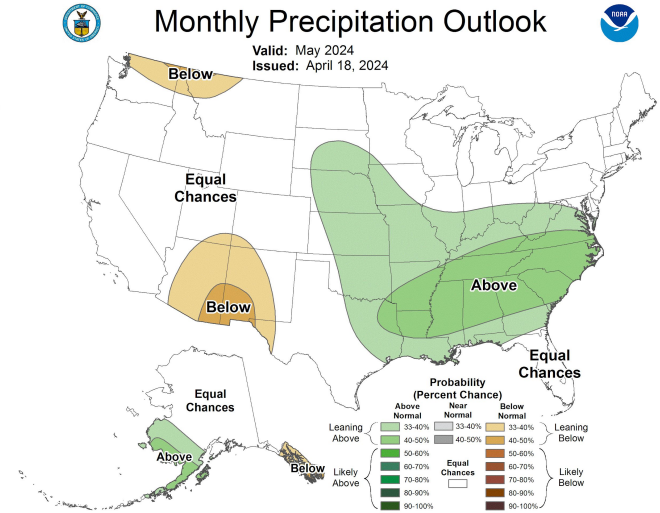 Monthly Precipitation Outlook
NOAA
Valid: May 2024
Issued: April 18, 2024
Below
Equal
Chances
Below
Above
Equal
Chances
Equal
Chances
Above
Below
Probability
(Percent Chance)
Above Normal
Near Normal
Below Normal
Leaning Above
33-40%
33-40%
33-40%
Leaning Below
40-50%
40-50%
40-50%
Likely Above
50-60%
50-60%
Likely Below
60-70%
Equal Chances
60-70%
70-80%
70-80%
80-90%
80-90%
90-100%
90-100%